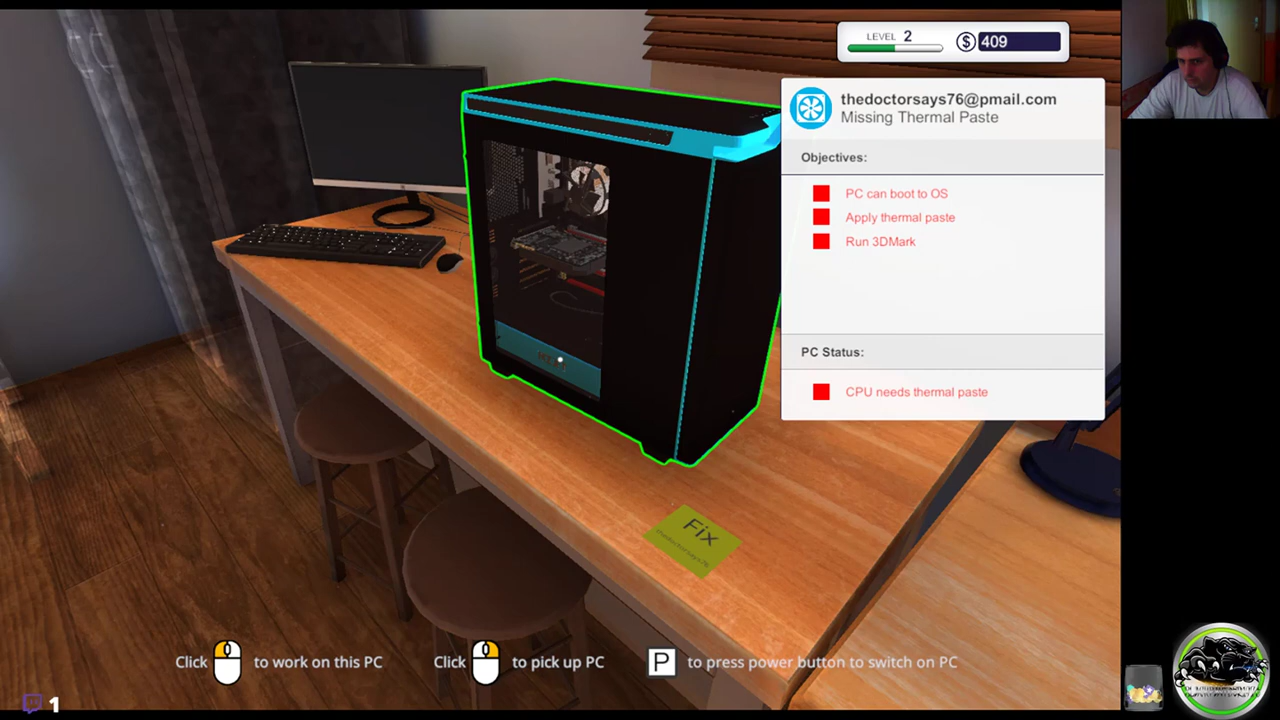 LEVEL 2
$ 409
thedoctorsays76@pmail.com
Missing Thermal Paste
Objectives:
PC can boot to OS
Apply thermal paste
Run 3DMark
PC Status:
CPU needs thermal paste
Fix
thedoctorsays76
Click to work on this PC
Click to pick up PC
P to press power button to switch on PC
1